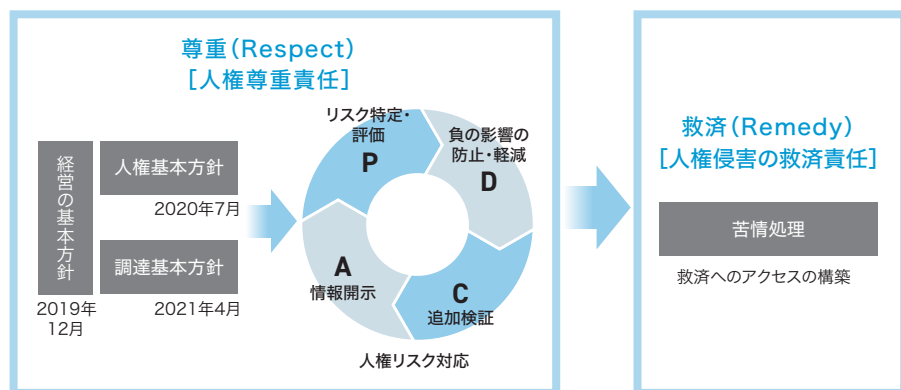 尊重(Respect)
[人権尊重責任]
経営の基本方針
2019年
12月
人権基本方針
2020年7月
調達基本方針
2021年4月
リスク特定・
評価
P
負の影響の
防止・軽減
D
C
追加検証
A
情報開示
人権リスク対応
救済(Remedy)
[人権侵害の救済責任]
苦情処理
救済へのアクセスの構築